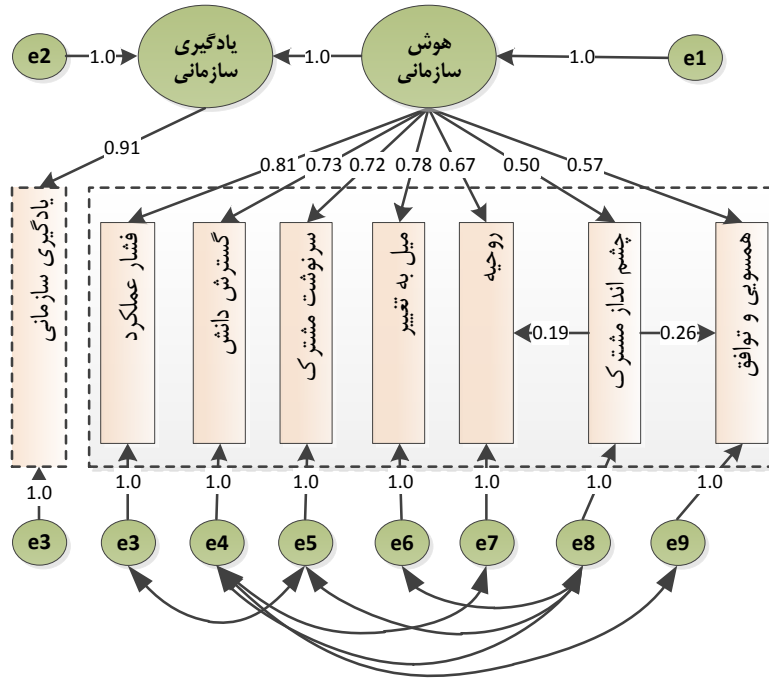 e2
1.0
یادگیری
سازمانی
1.0
هوش
سازمانی
1.0
e1
0.91
0.81
0.73
0.72
0.78
0.67
0.50
0.57
یادگیری سازمانی
فشار عملکرد
گسترش دانش
سرنوشت مشترک
میل به تغییر
روحیه
چشم انداز مشترک
همسویی و توافق
0.19
0.26
1.0
1.0
1.0
1.0
1.0
1.0
1.0
1.0
e3
e3
e4
e5
e6
e7
e8
e9